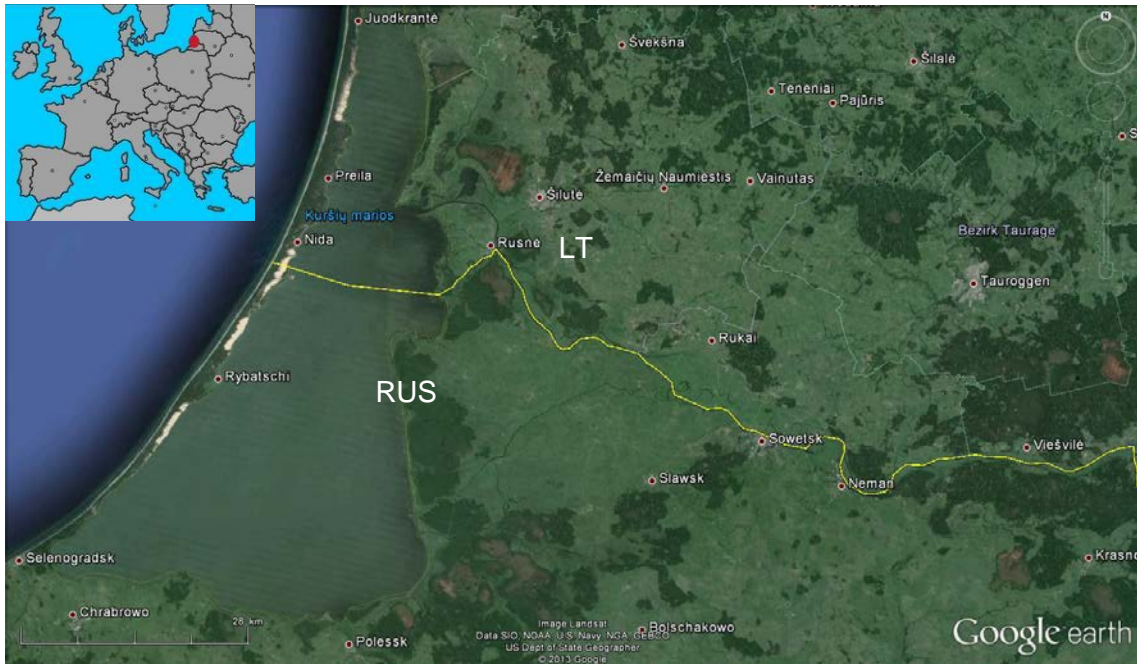 Juodkrantė
Švėkšna
Šilalė
Teneniai
Pajūris
Preila
Šilutė
Žemaičių Naumiestis
Vainutas
Kuršių marios
Nida
Rusnė
LT
Bezirk Taurage
Tauroggen
Rukai
Rybatschi
RUS
Sowetsk
Viešvilė
Slawsk
Neman
Selenogradsk
Krasno
Chrabrowo
28 km
Polessk
Bolschakowo
Image Landsat
Data SIO, NOAA, U.S. Navy, NGA, GEBCO
US Dept of State Geographer
© 2013 Google
Google earth
N